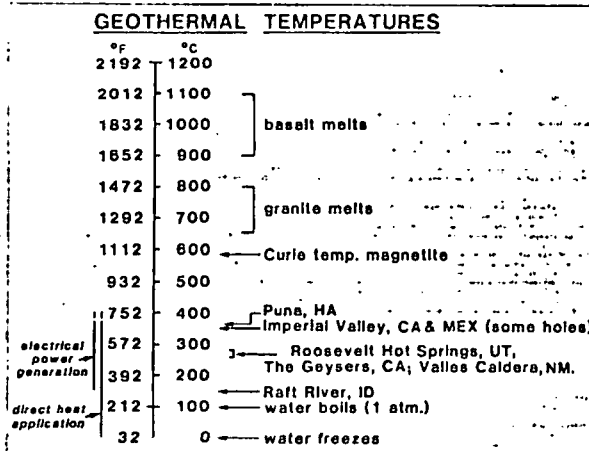 GEOTHERMAL TEMPERATURES
°F °C
2192 1200
2012 1100
1832 1000 basalt melts
1652 900
1472 800
1292 700 granite melts
1112 600 Curie temp. magnetite
932 500
752 400 Puna, HA
Imperial Valley, CA & MEX (some holes)
electrical
power
generation
572 300 Roosevelt Hot Springs, UT,
The Geysers, CA; Valles Caldera, NM.
392 200
Raft River, ID
direct heat
application
212 100 water boils (1 atm.)
32 0 water freezes